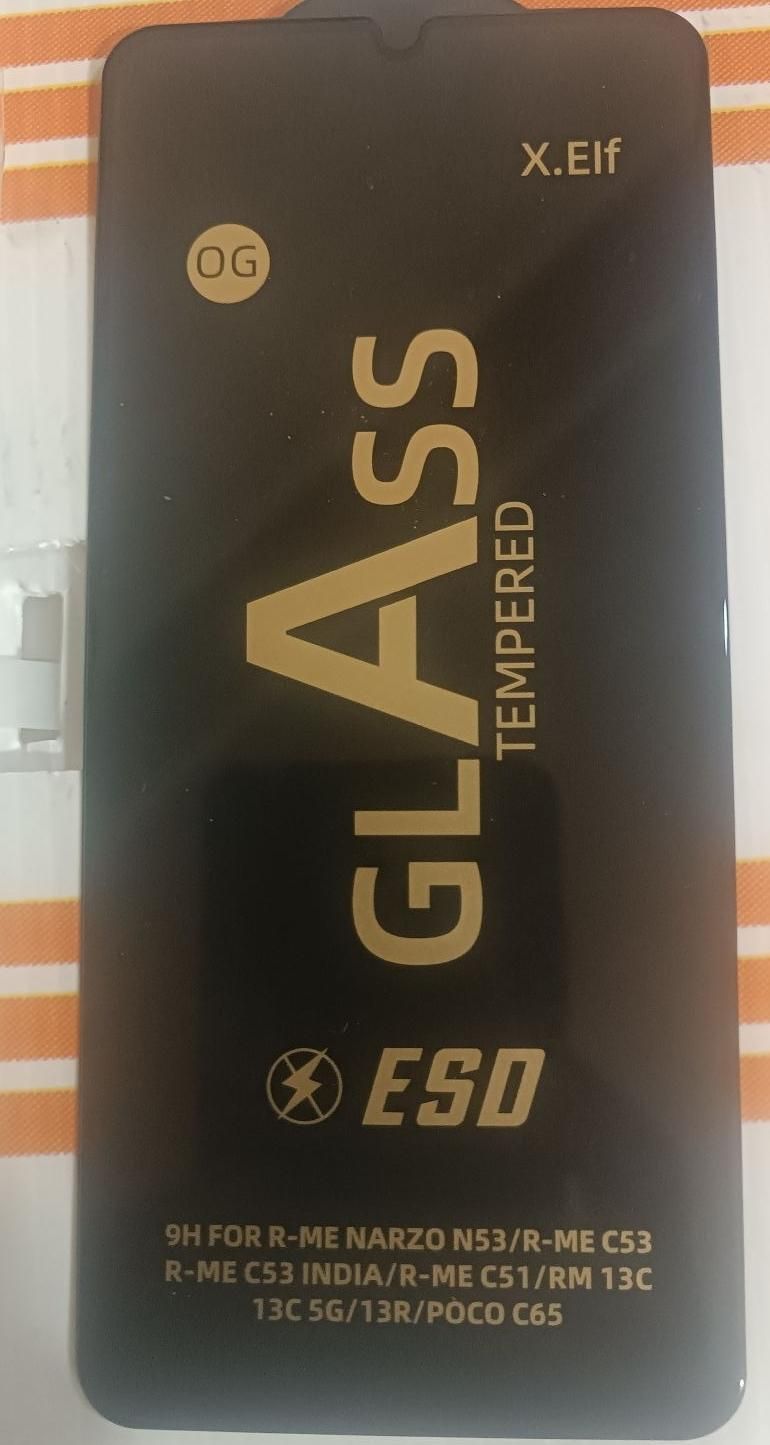 X.Elf
OG
GLASS
TEMPERED
ESD
9H FOR R-ME NARZO N53/R-ME C53
R-ME C53 INDIA/R-ME C51/RM 13C
13C 5G/13R/PÒCO C65